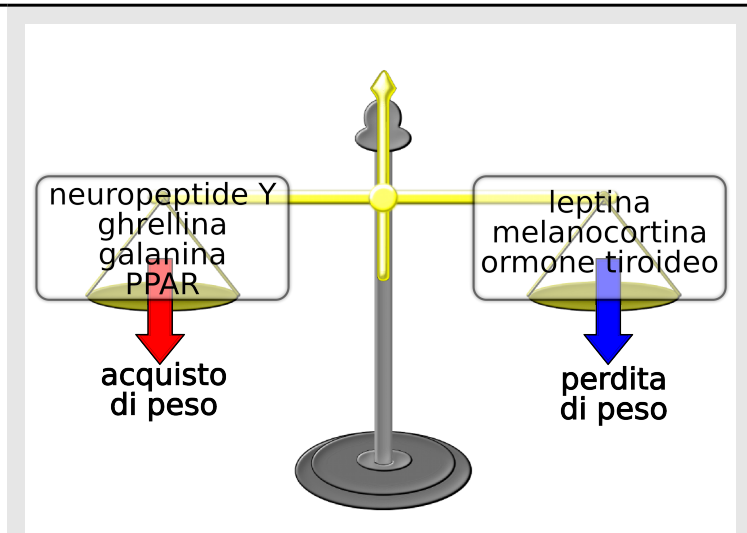 neuropeptide Y
ghrellina
galanina
PPAR
acquisto
di peso
leptina
melanocortina
ormone tiroideo
perdita
di peso